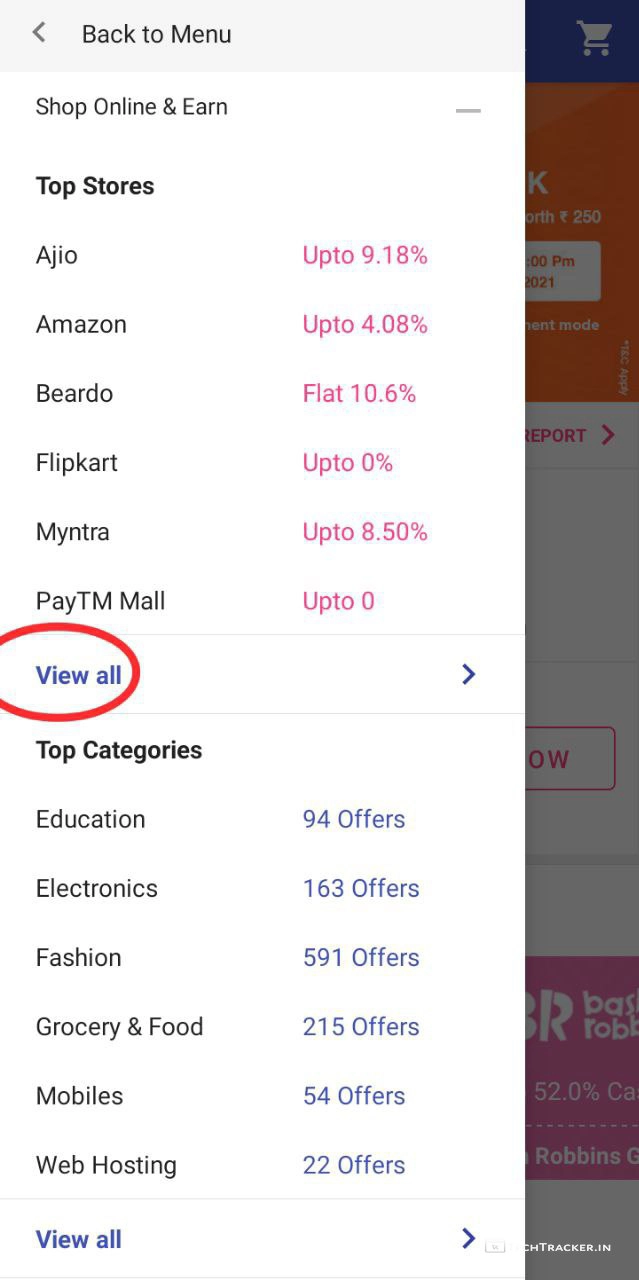 Back to Menu
Shop Online & Earn
Top Stores
Ajio Upto 9.18%
Amazon Upto 4.08%
Beardo Flat 10.6%
Flipkart Upto 0%
Myntra Upto 8.50%
PayTM Mall Upto 0
View all
Top Categories
Education 94 Offers
Electronics 163 Offers
Fashion 591 Offers
Grocery & Food 215 Offers
Mobiles 54 Offers
Web Hosting 22 Offers
View all
K
orth ₹ 250
:00 Pm
2021
nent mode
*T&C Apply
REPORT
OW
BR bas
robb
52.0% Ca
Robbins G
CHTRACKER.IN